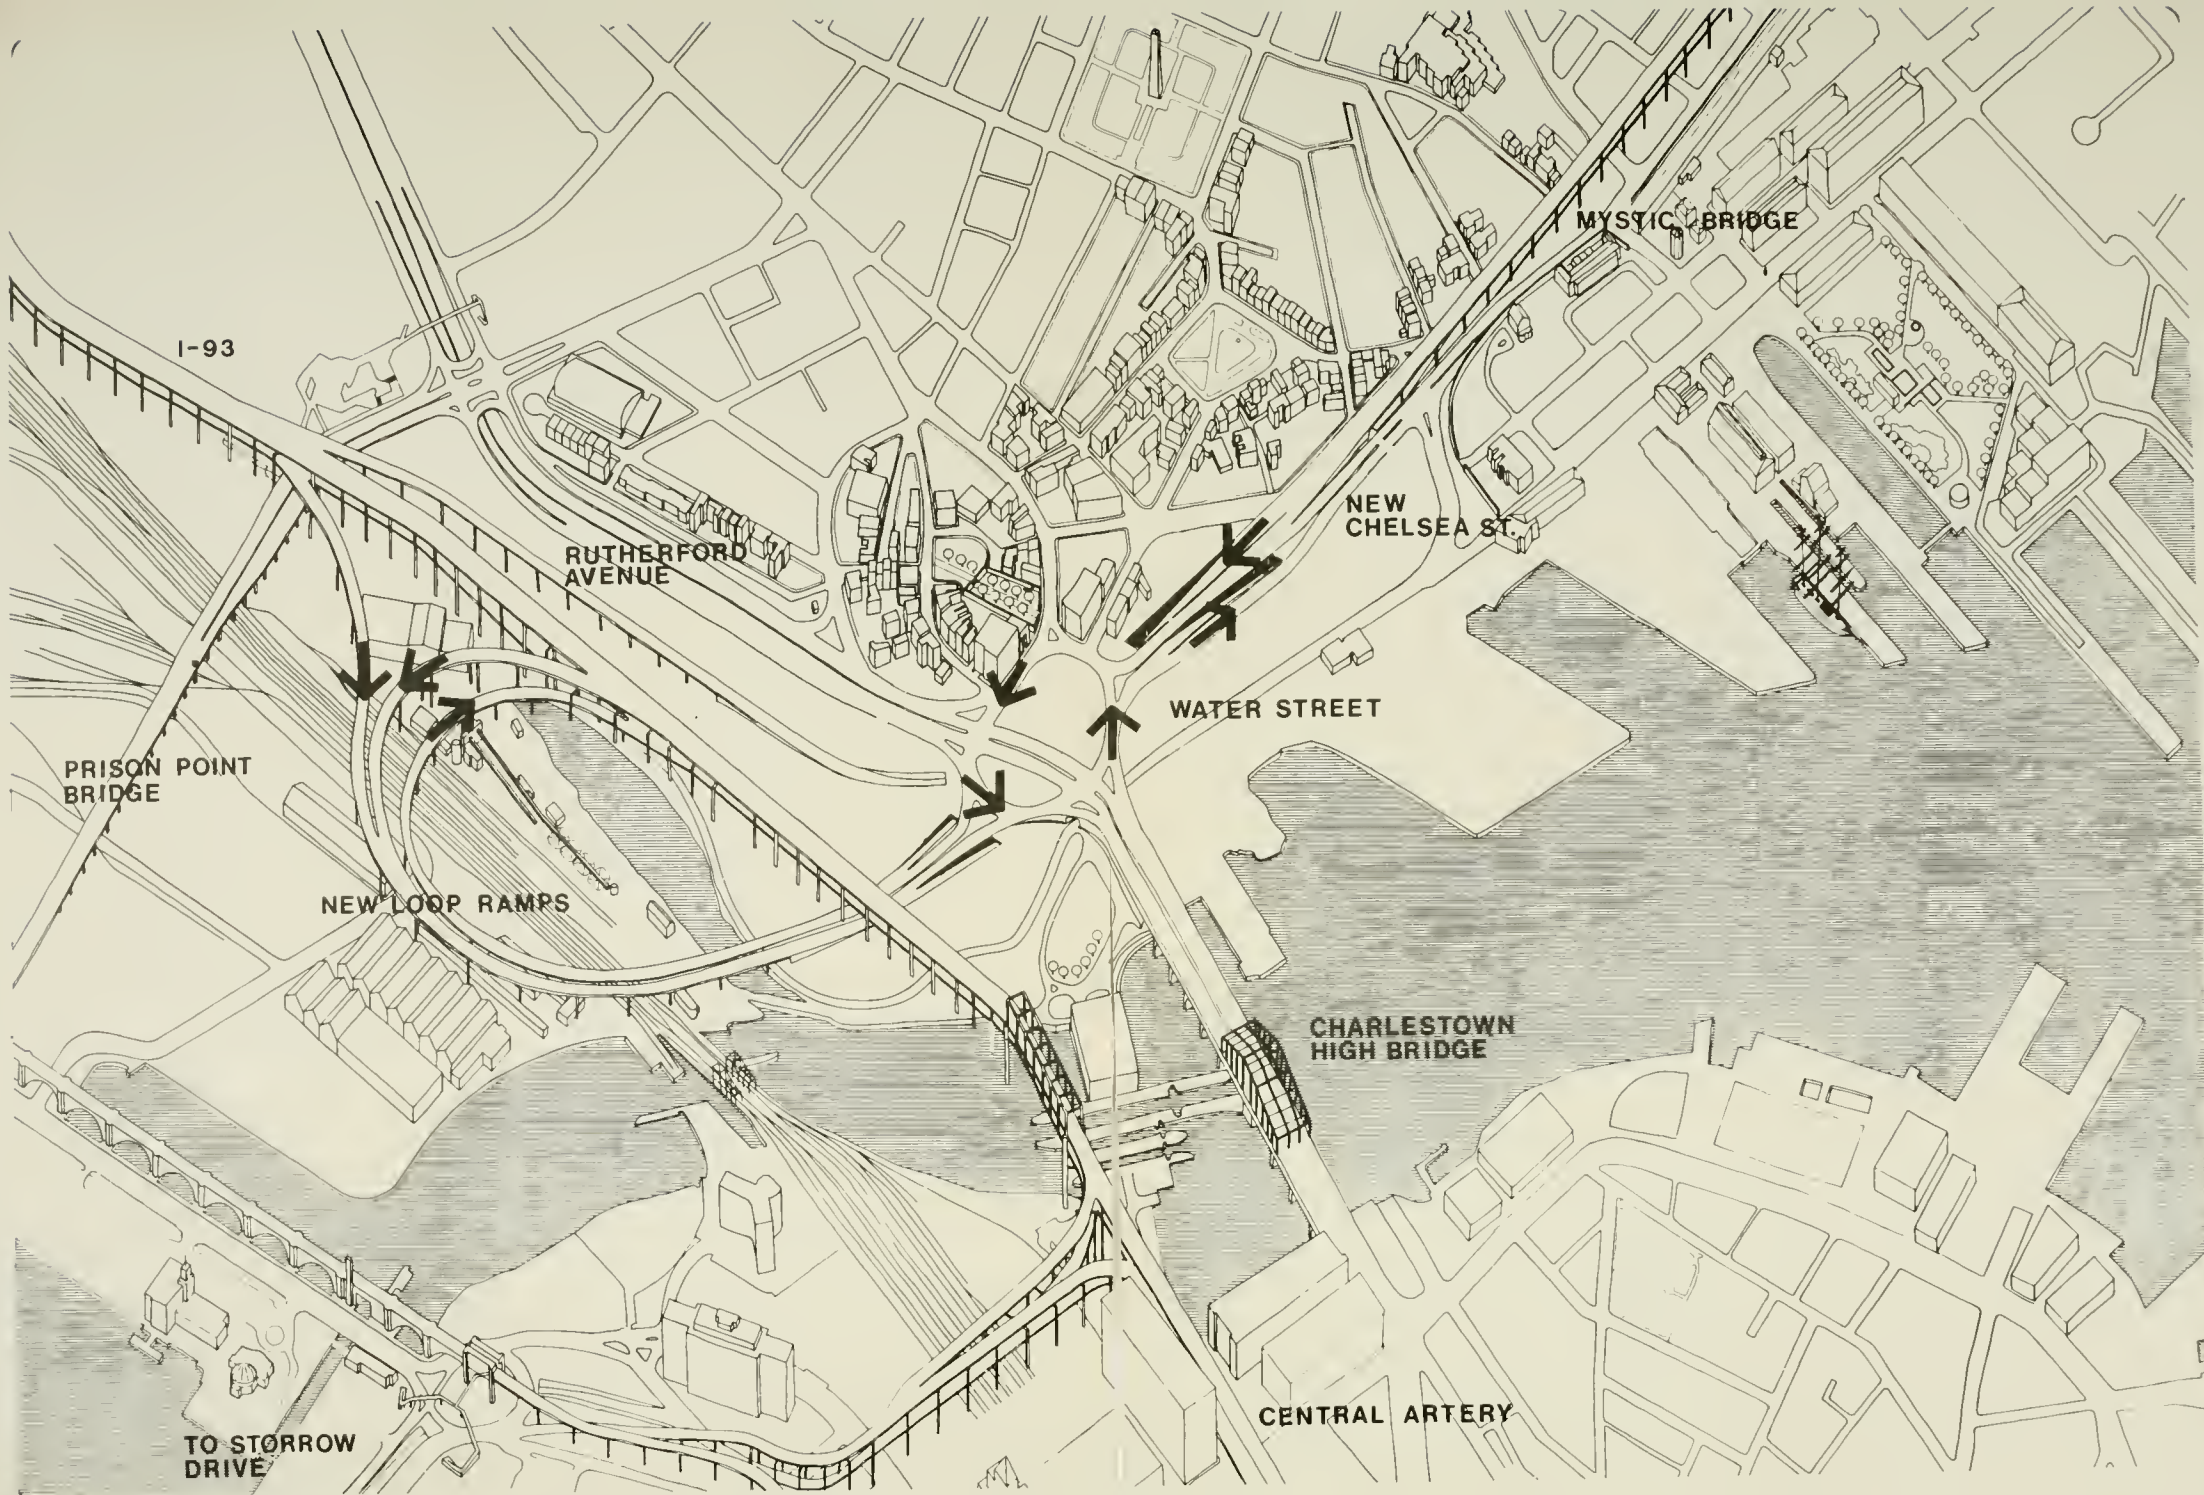 MYSTIC BRIDGE
I-93
NEW
CHELSEA ST.
RUTHERFORD
AVENUE
WATER STREET
PRISON POINT
BRIDGE
NEW LOOP RAMPS
CHARLESTOWN
HIGH BRIDGE
CENTRAL ARTERY
TO STORROW
DRIVE